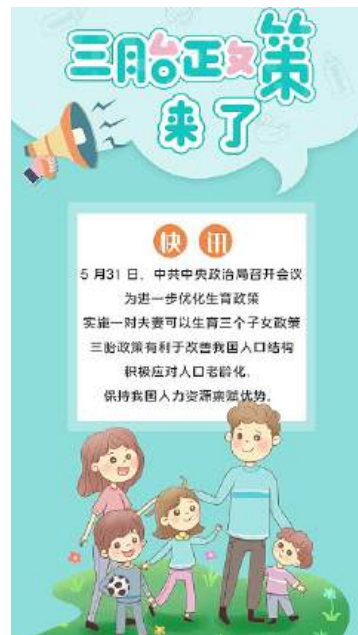 三胎政策
来了
快讯
5月31日，中共中央政治局召开会议
为进一步优化生育政策
实施一对夫妻可以生育三个子女政策
三胎政策有利于改善我国人口结构
积极应对人口老龄化，
保持我国人力资源禀赋优势。